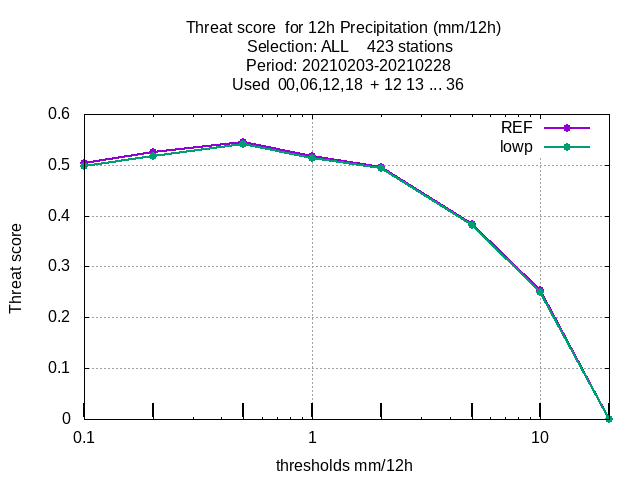 Threat score  for 12h Precipitation (mm/12h)
Selection: ALL    423 stations
Period: 20210203-20210228
Used  00,06,12,18  + 12 13 ... 36
REF
lowp
0.6
0.5
0.4
0.3
0.2
0.1
0
Threat score
0.1
1
10
thresholds mm/12h